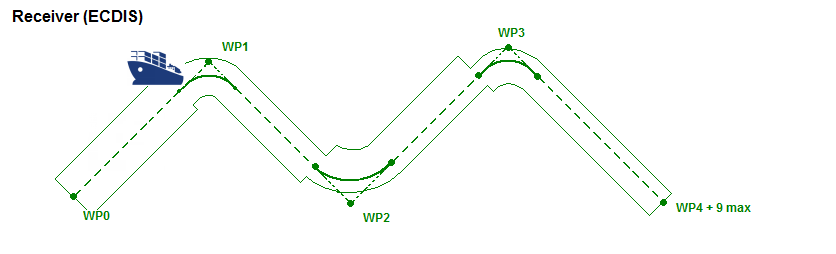 Receiver (ECDIS)
WP3
WP1
WP0
WP2
WP4 + 9 max